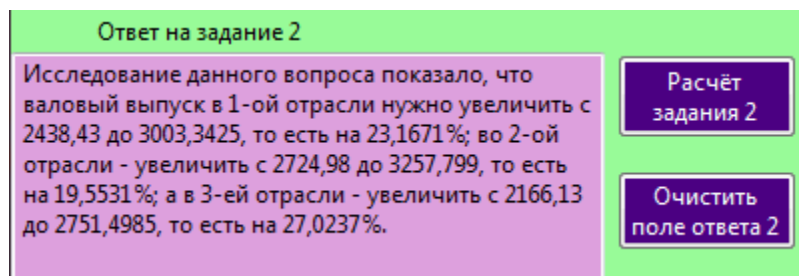 Ответ на задание 2
Исследование данного вопроса показало, что
валовый выпуск в 1-ой отрасли нужно увеличить с
2438,43 до 3003,3425, то есть на 23,1671%; во 2-ой
отрасли - увеличить с 2724,98 до 3257,799, то есть
на 19,5531%; а в 3-ей отрасли - увеличить с 2166,13
до 2751,4985, то есть на 27,0237%.
Расчёт
задания 2
Очистить
поле ответа 2